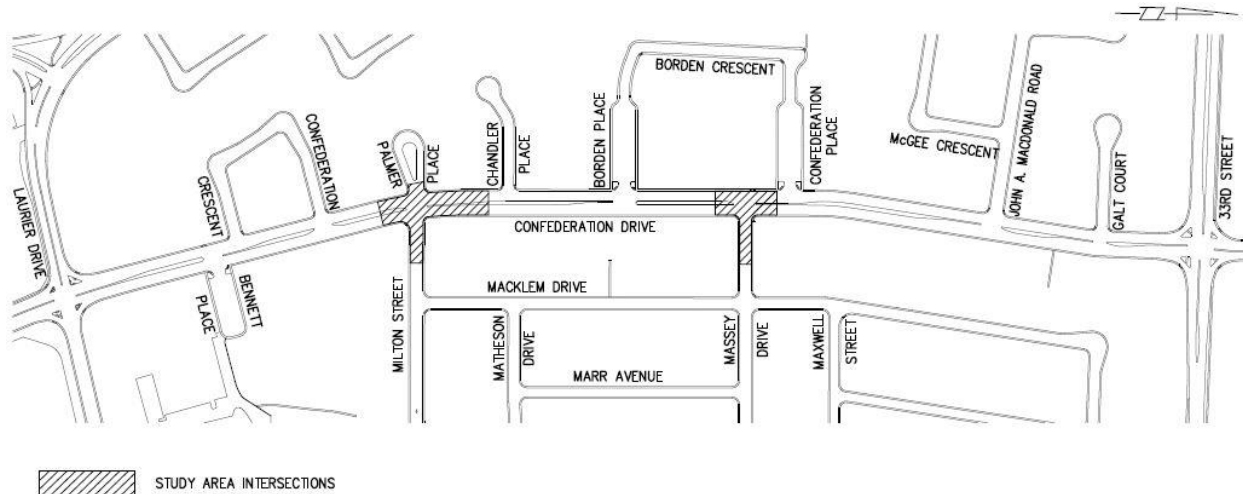 BORDEN CRESCENT
CONFEDERATION
PALMER
PLACE
CHANDLER
PLACE
BORDEN PLACE
CONFEDERATION
PLACE
McGEE CRESCENT
JOHN A. MACDONALD ROAD
GALT COURT
33RD STREET
LAURIER DRIVE
CRESCENT
CONFEDERATION DRIVE
BENNETT
PLACE
MILTON STREET
MACKLEM DRIVE
MATHESON
DRIVE
MASSEY
DRIVE
MAXWELL
STREET
MARR AVENUE
STUDY AREA INTERSECTIONS